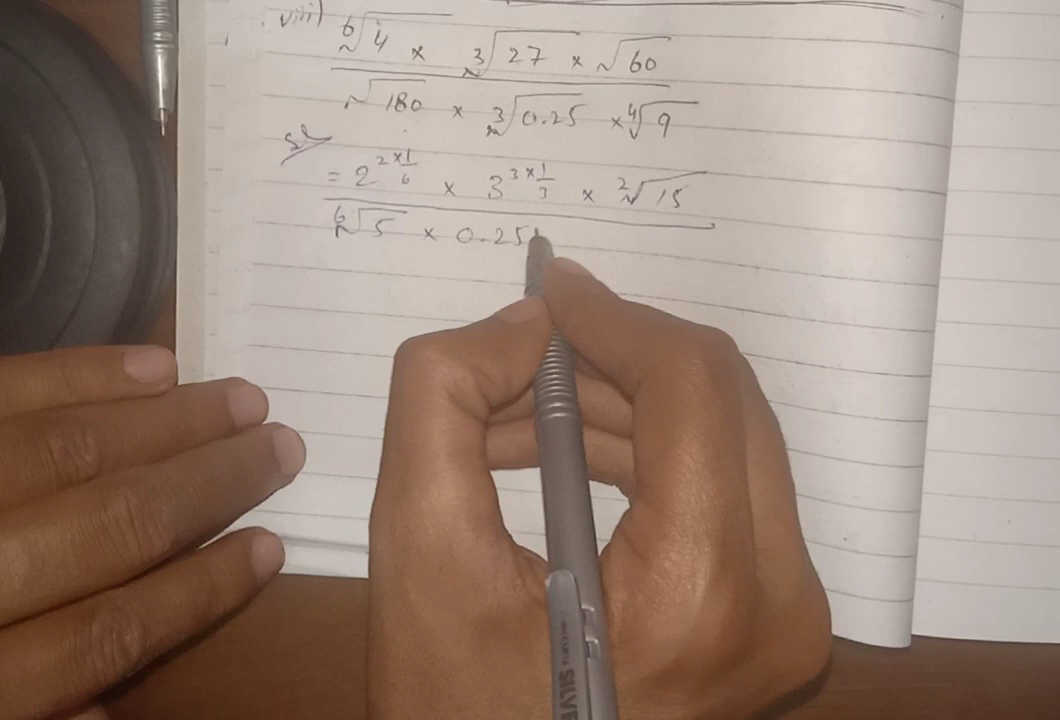 viii) ⁶√4 × ³√27 × √60
√180 × ³√0.25 × ⁴√9
= 2^(2×1/6) × 3^(3×1/3) × ²√15
⁶√5 × 0.25